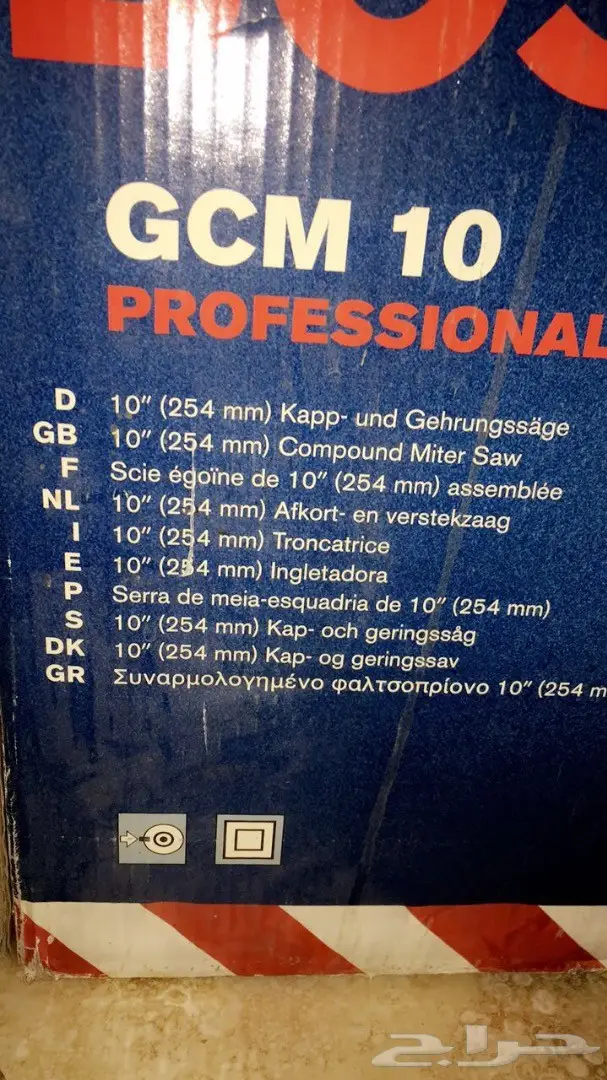 GCM 10
PROFESSIONAL
D 10" (254 mm) Kapp- und Gehrungssäge
GB 10" (254 mm) Compound Miter Saw
F Scie égoïne de 10" (254 mm) assemblée
NL 10" (254 mm) Afkort- en verstekzaag
I 10" (254 mm) Troncatrice
E 10" (254 mm) Ingletadora
P Serra de meia-esquadria de 10" (254 mm)
S 10" (254 mm) Kap- och geringssåg
DK 10" (254 mm) Kap- og geringssav
GR Συναρμολογημένο φαλτσοπρίονο 10" (254 m
حراج